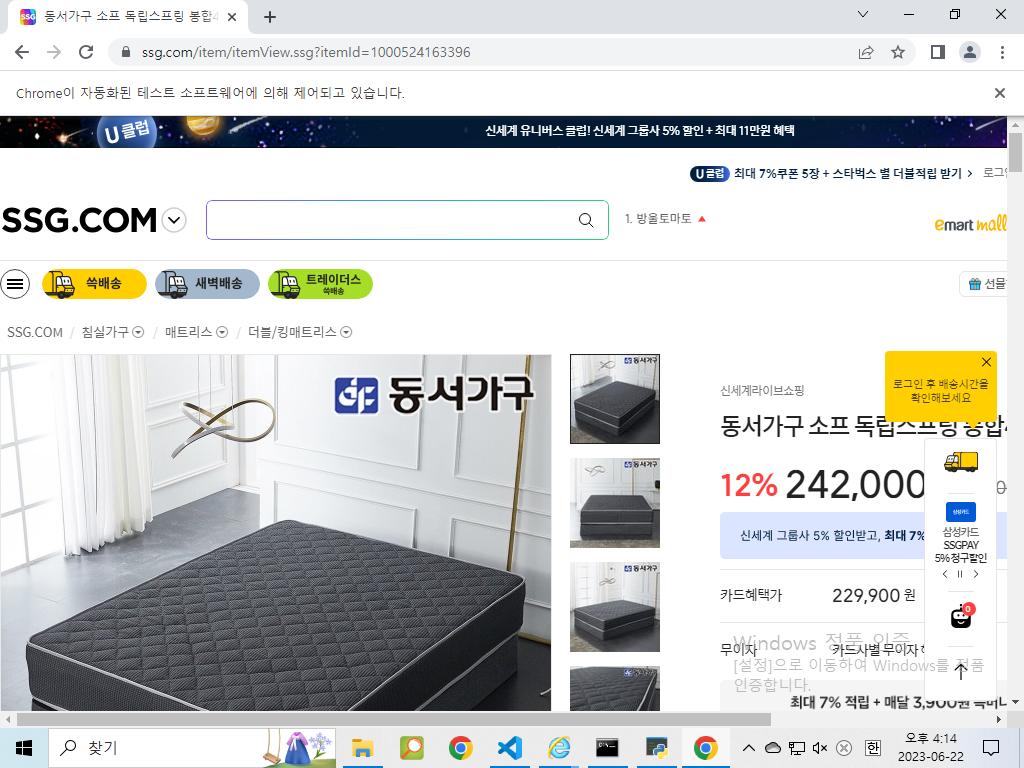 동서가구 소프 독립스프링 봉합4
ssg.com/item/itemView.ssg?itemId=1000524163396
Chrome이 자동화된 테스트 소프트웨어에 의해 제어되고 있습니다.
U 클럽
신세계 유니버스 클럽! 신세계 그룹사 5% 할인 + 최대 11만원 혜택
U 클럽 최대 7%쿠폰 5장 + 스타벅스 별 더블적립 받기 > 로그인
SSG.COM
1. 방울토마토
emart mall
쓱배송
새벽배송
트레이더스
쓱배송
선물
SSG.COM / 침실가구 / 매트리스 / 더블/킹매트리스
동서가구
신세계라이브쇼핑
로그인 후 배송시간을
확인해보세요
동서가구 소프 독립스프링 봉합4
12% 242,000
신세계 그룹사 5% 할인받고, 최대 7%
삼성카드
삼성카드
SSGPAY
5% 청구할인
카드혜택가 229,900 원
0
무이자 카드사별 무이자
Windows 정품 인증
[설정]으로 이동하여 Windows를 정품
인증합니다.
최대 7% 적립 + 매달 3,900원
찾기
한
오후 4:14
2023-06-22